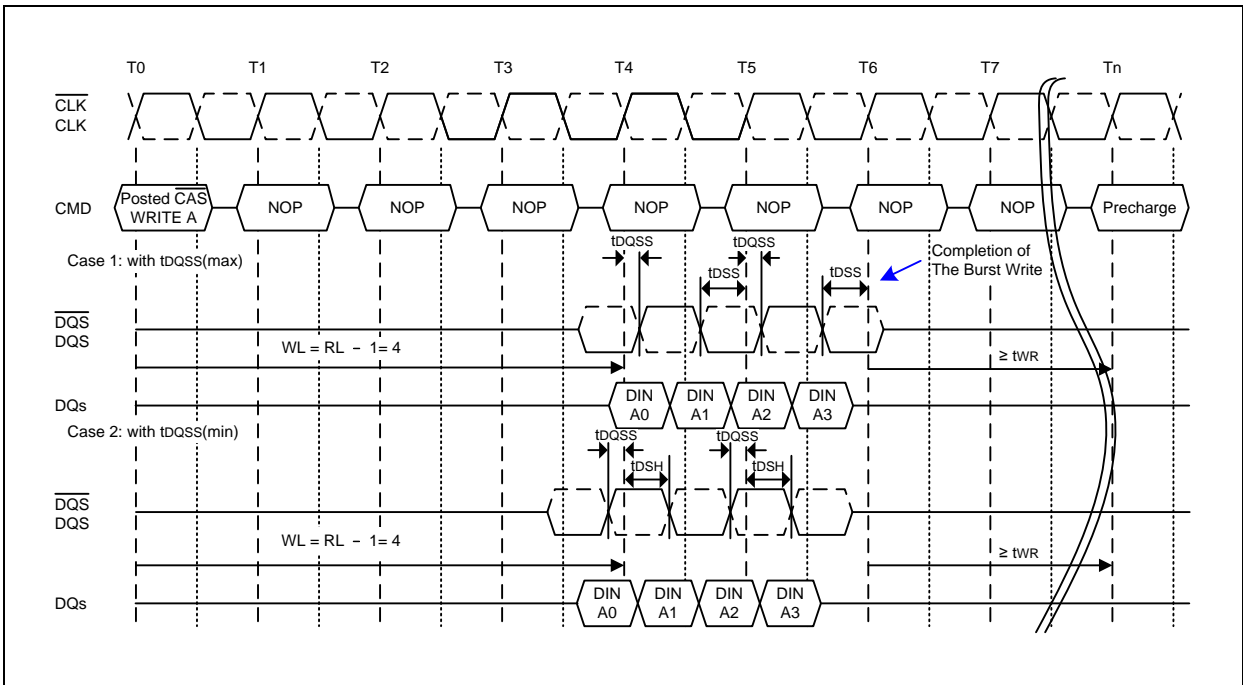 T0 T1 T2 T3 T4 T5 T6 T7 Tn
CLK
CLK
CMD
Posted CAS
WRITE A
NOP NOP NOP NOP NOP NOP NOP Precharge
Case 1: with tDQSS(max)
tDQSS tDQSS
tDSS tDSS
Completion of
The Burst Write
DQS
DQS
WL = RL - 1= 4
≥ tWR
DQs
DIN DIN DIN DIN
A0 A1 A2 A3
Case 2: with tDQSS(min)
tDQSS tDQSS
tDSH tDSH
DQS
DQS
WL = RL - 1= 4
≥ tWR
DQs
DIN DIN DIN DIN
A0 A1 A2 A3